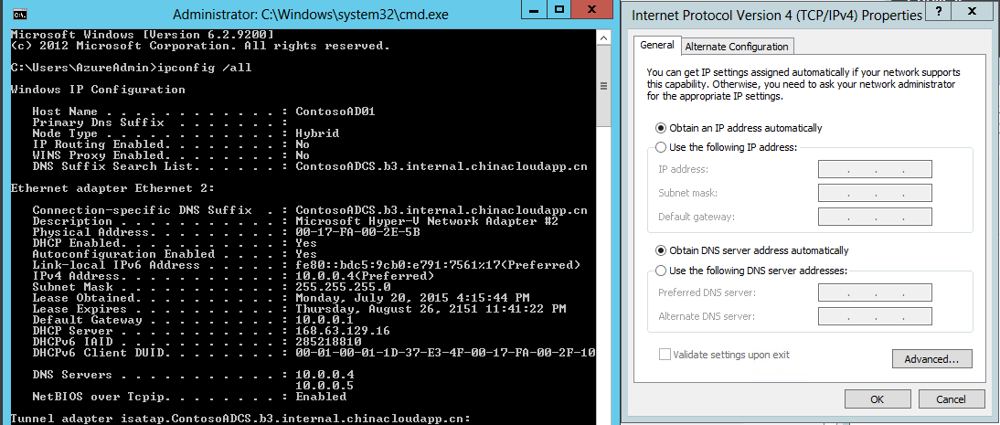 Administrator: C:\Windows\system32\cmd.exe
Microsoft Windows [Version 6.2.9200]
(c) 2012 Microsoft Corporation. All rights reserved.
C:\Users\AzureAdmin>ipconfig /all
Windows IP Configuration
Host Name . . . . . . . . . . . . : ContosoAD01
Primary Dns Suffix . . . . . . . :
Node Type . . . . . . . . . . . . : Hybrid
IP Routing Enabled. . . . . . . . : No
WINS Proxy Enabled. . . . . . . . : No
DNS Suffix Search List. . . . . . : ContosoADCS.b3.internal.chinacloudapp.cn
Ethernet adapter Ethernet 2:
Connection-specific DNS Suffix . : ContosoADCS.b3.internal.chinacloudapp.cn
Description . . . . . . . . . . . : Microsoft Hyper-V Network Adapter #2
Physical Address. . . . . . . . . : 00-17-FA-00-2E-5B
DHCP Enabled. . . . . . . . . . . : Yes
Autoconfiguration Enabled . . . . : Yes
Link-local IPv6 Address . . . . . : fe80::bdc5:9cb0:e791:7561%17(Preferred)
IPv4 Address. . . . . . . . . . . : 10.0.0.4(Preferred)
Subnet Mask . . . . . . . . . . . : 255.255.255.0
Lease Obtained. . . . . . . . . . : Monday, July 20, 2015 4:15:44 PM
Lease Expires . . . . . . . . . . : Thursday, August 26, 2151 11:41:22 PM
Default Gateway . . . . . . . . . : 10.0.0.1
DHCP Server . . . . . . . . . . . : 168.63.129.16
DHCPv6 IAID . . . . . . . . . . . : 285218810
DHCPv6 Client DUID. . . . . . . . : 00-01-00-01-1D-37-E3-4F-00-17-FA-00-2F-10
DNS Servers . . . . . . . . . . . : 10.0.0.4
10.0.0.5
NetBIOS over Tcpip. . . . . . . . : Enabled
Tunnel adapter isatap.ContosoADCS.b3.internal.chinacloudapp.cn:
Internet Protocol Version 4 (TCP/IPv4) Properties
General
Alternate Configuration
You can get IP settings assigned automatically if your network supports
this capability. Otherwise, you need to ask your network administrator
for the appropriate IP settings.
Obtain an IP address automatically
Use the following IP address:
IP address:
Subnet mask:
Default gateway:
Obtain DNS server address automatically
Use the following DNS server addresses:
Preferred DNS server:
Alternate DNS server:
Validate settings upon exit
Advanced...
OK
Cancel